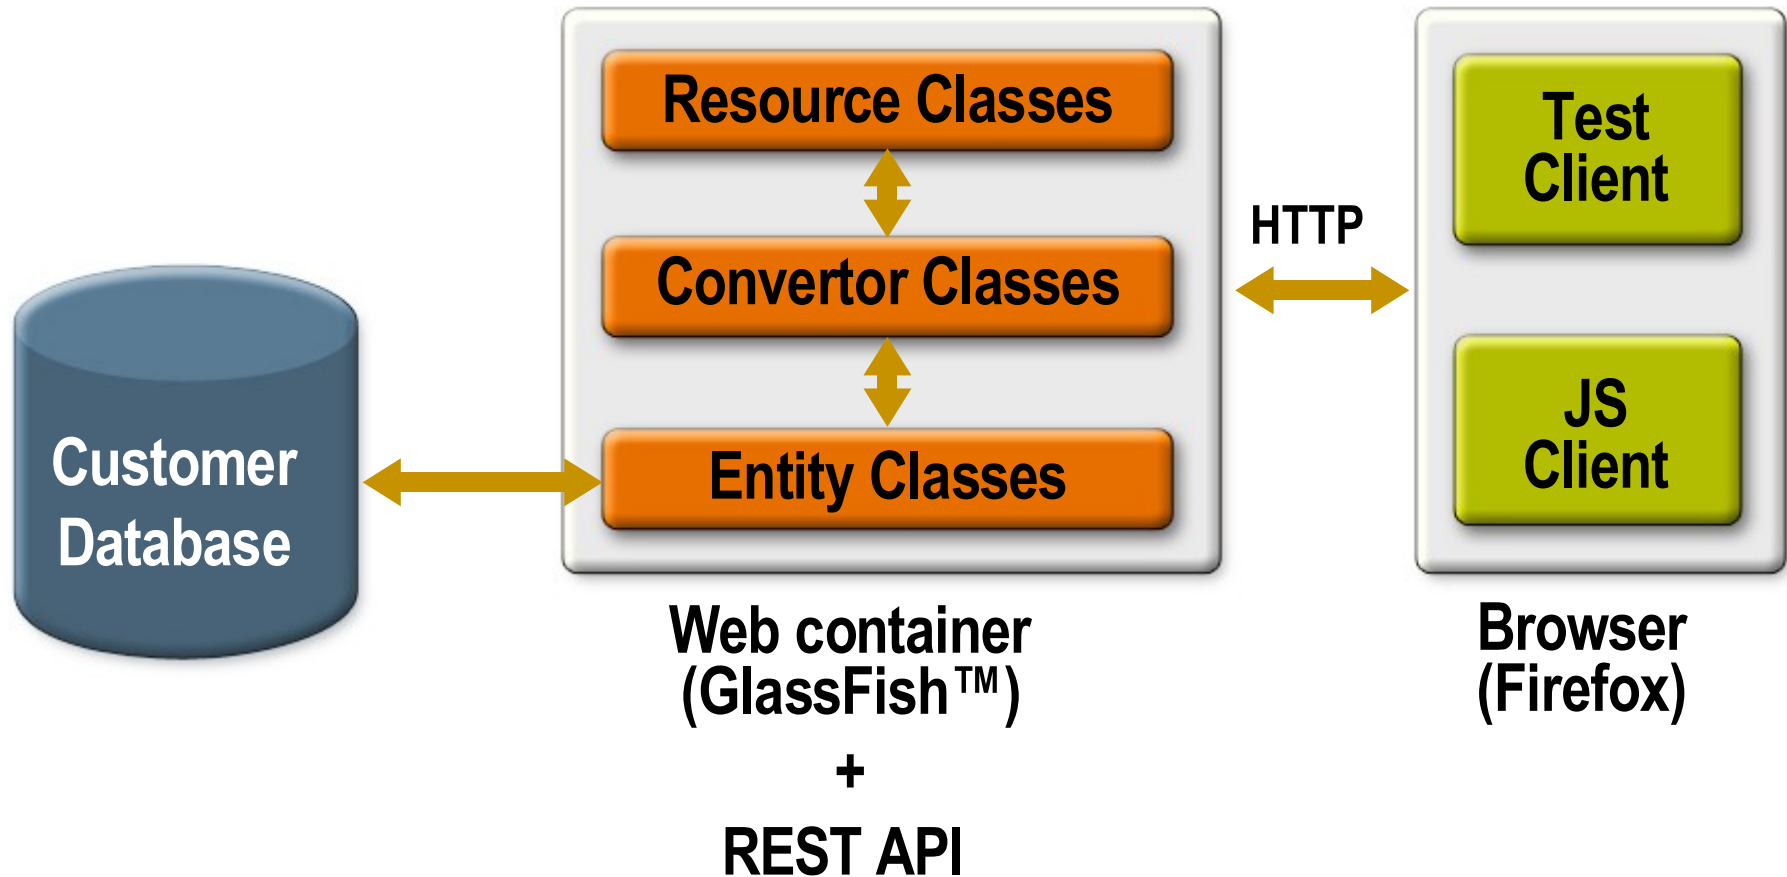 Resource Classes
Convertor Classes
Entity Classes
Customer
Database
HTTP
Test
Client
JS
Client
Web container
(GlassFish™)
+
REST API
Browser
(Firefox)